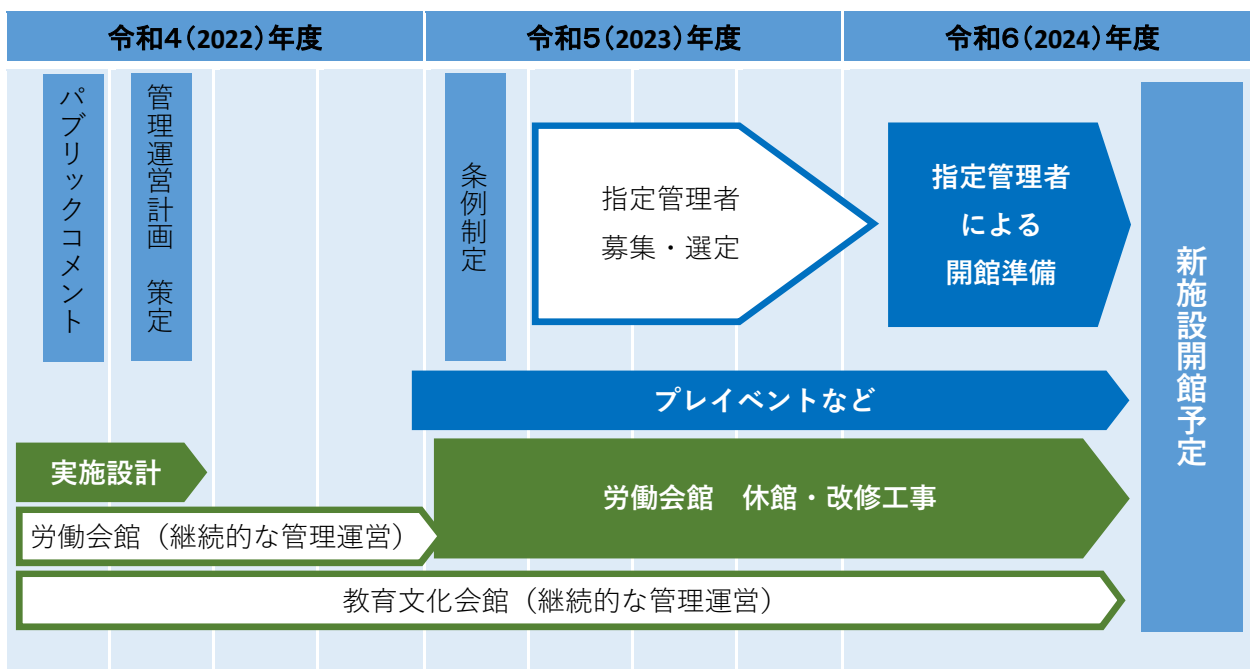 令和4(2022)年度
令和5(2023)年度
令和6(2024)年度
パブリックコメント
管理運営計画　策定
条例制定
指定管理者
募集・選定
指定管理者
による
開館準備
新施設開館予定
プレイベントなど
実施設計
労働会館　休館・改修工事
労働会館（継続的な管理運営）
教育文化会館（継続的な管理運営）